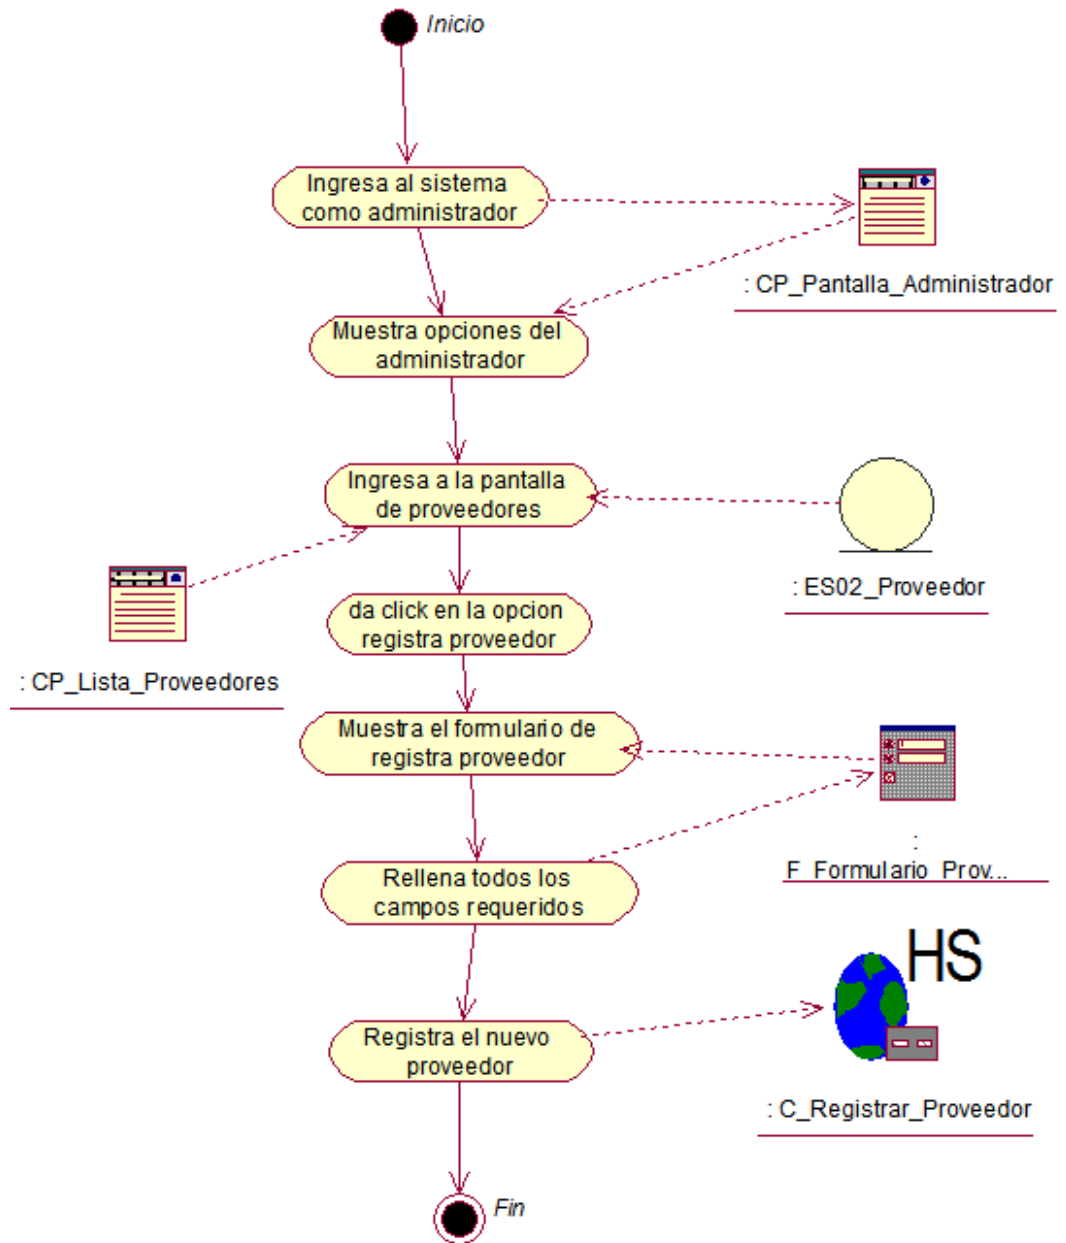 Inicio
Ingresa al sistema
como administrador
: CP_Pantalla_Administrador
Muestra opciones del
administrador
Ingresa a la pantalla
de proveedores
: ES02_Proveedor
: CP_Lista_Proveedores
da click en la opcion
registra proveedor
Muestra el formulario de
registra proveedor
:
F_Formulario_Prov...
Rellena todos los
campos requeridos
HS
Registra el nuevo
proveedor
: C_Registrar_Proveedor
Fin